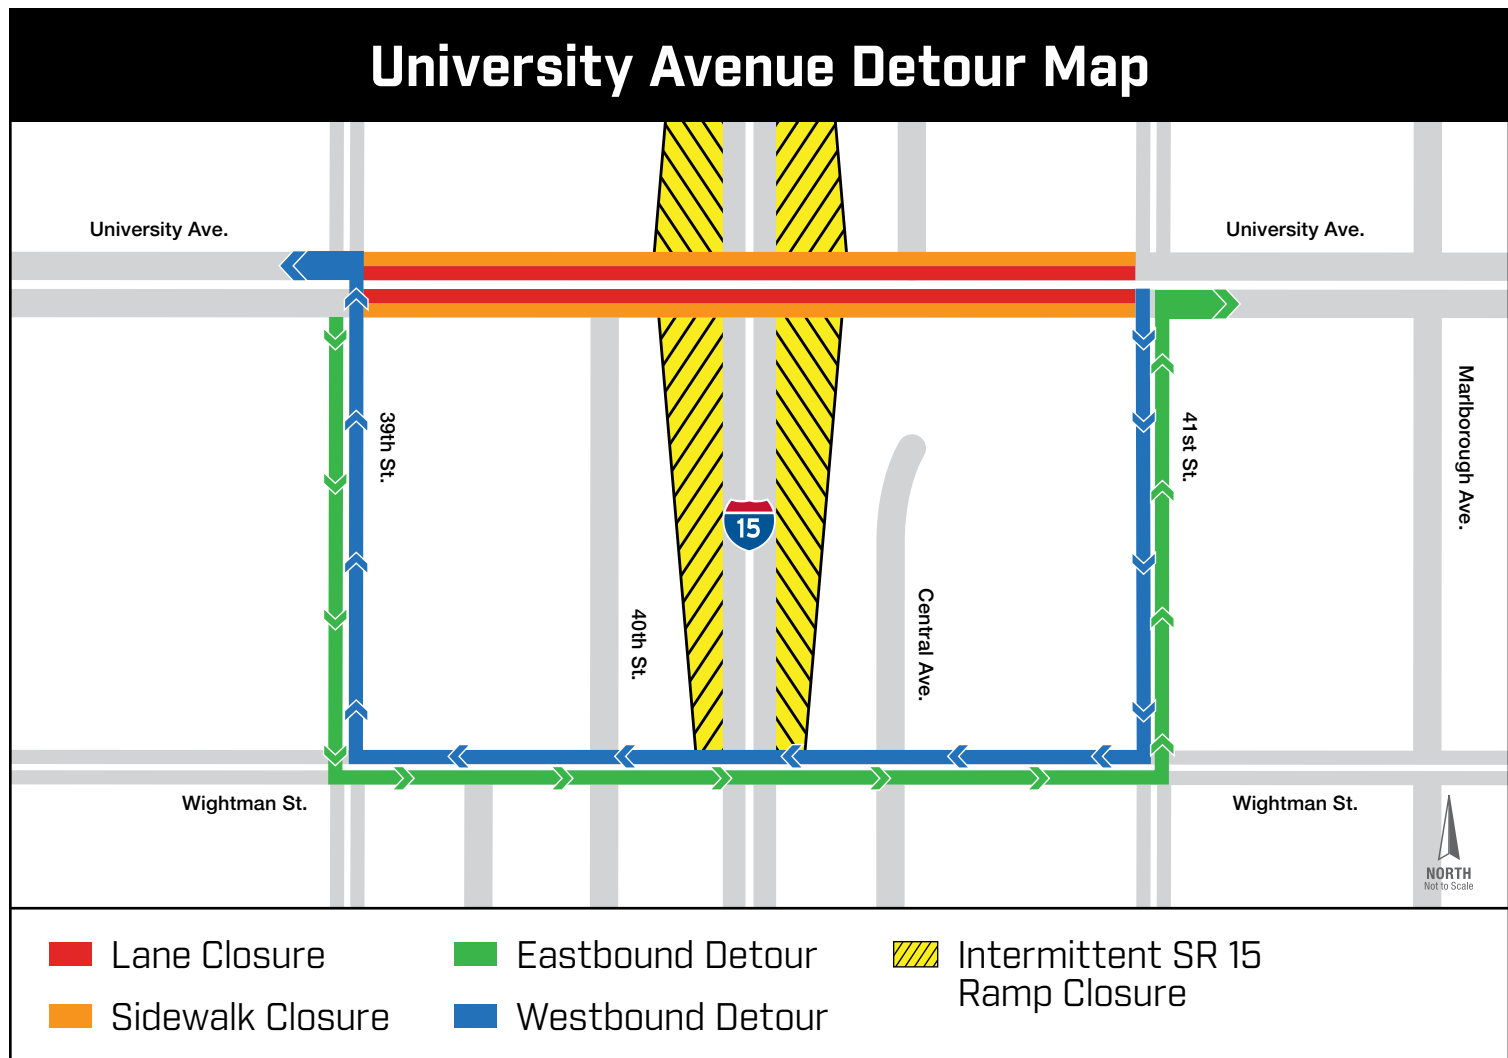 University Avenue Detour Map
University Ave.
University Ave.
39th St.
40th St.
15
Central Ave.
41st St.
Marlborough Ave.
Wightman St.
Wightman St.
NORTH
Not to Scale
Lane Closure
Sidewalk Closure
Eastbound Detour
Westbound Detour
Intermittent SR 15
Ramp Closure